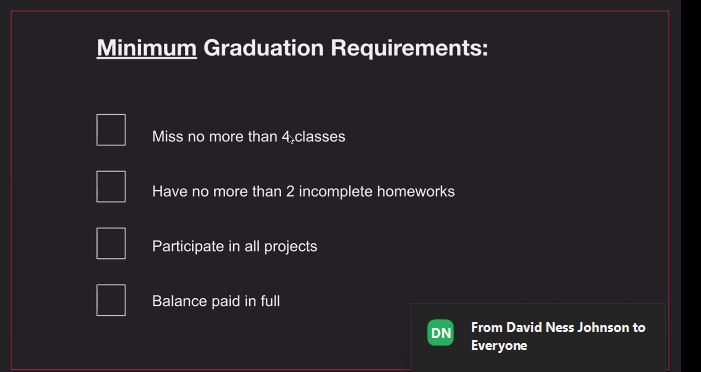 Minimum Graduation Requirements:
Miss no more than 4 classes
Have no more than 2 incomplete homeworks
Participate in all projects
Balance paid in full
DN
From David Ness Johnson to
Everyone